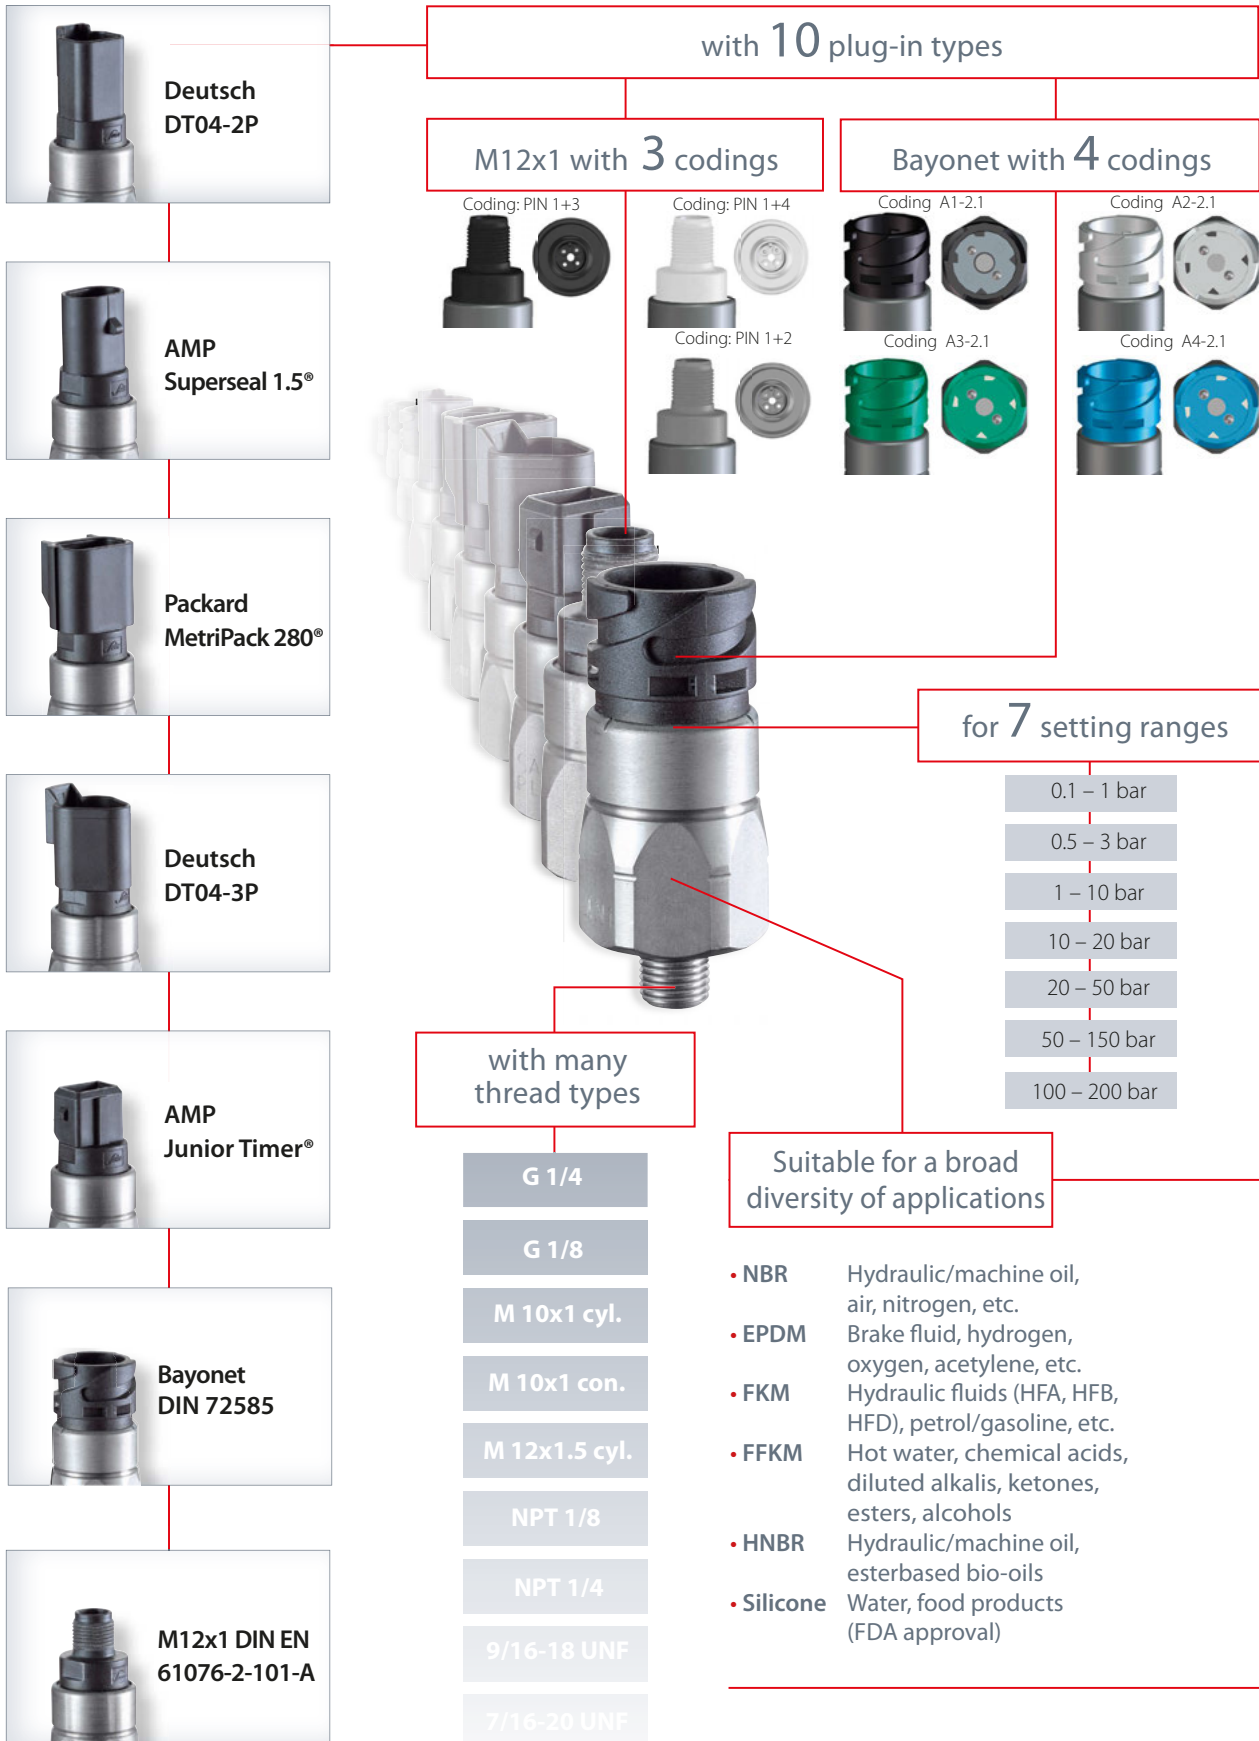 Deutsch
DT04-2P
AMP
Superseal 1.5®
Packard
MetriPack 280®
Deutsch
DT04-3P
AMP
Junior Timer®
Bayonet
DIN 72585
M12x1 DIN EN
61076-2-101-A
with 10 plug-in types
M12x1 with 3 codings
Coding: PIN 1+3
Coding: PIN 1+4
Coding: PIN 1+2
Bayonet with 4 codings
Coding A1-2.1
Coding A2-2.1
Coding A3-2.1
Coding A4-2.1
for 7 setting ranges
0.1 – 1 bar
0.5 – 3 bar
1 – 10 bar
10 – 20 bar
20 – 50 bar
50 – 150 bar
100 – 200 bar
with many
thread types
G 1/4
G 1/8
M 10x1 cyl.
M 10x1 con.
M 12x1.5 cyl.
NPT 1/8
NPT 1/4
9/16-18 UNF
7/16-20 UNF
Suitable for a broad
diversity of applications
• NBR Hydraulic/machine oil,
air, nitrogen, etc.
• EPDM Brake fluid, hydrogen,
oxygen, acetylene, etc.
• FKM Hydraulic fluids (HFA, HFB,
HFD), petrol/gasoline, etc.
• FFKM Hot water, chemical acids,
diluted alkalis, ketones,
esters, alcohols
• HNBR Hydraulic/machine oil,
esterbased bio-oils
• Silicone Water, food products
(FDA approval)